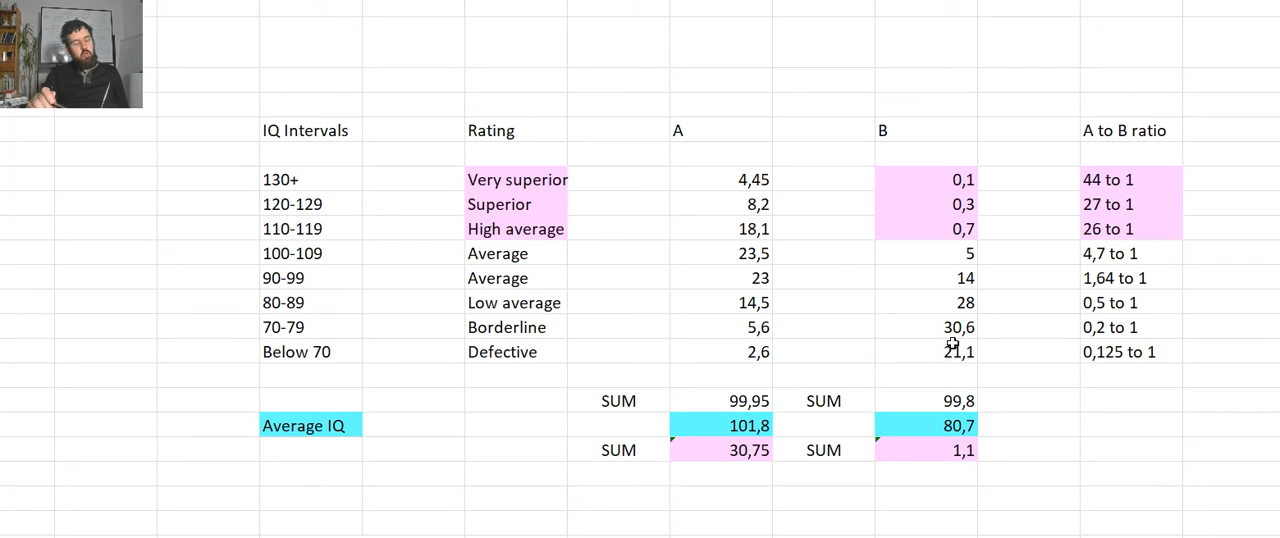 IQ Intervals Rating A B A to B ratio
130+ Very superior 4,45 0,1 44 to 1
120-129 Superior 8,2 0,3 27 to 1
110-119 High average 18,1 0,7 26 to 1
100-109 Average 23,5 5 4,7 to 1
90-99 Average 23 14 1,64 to 1
80-89 Low average 14,5 28 0,5 to 1
70-79 Borderline 5,6 30,6 0,2 to 1
Below 70 Defective 2,6 21,1 0,125 to 1
SUM 99,95 SUM 99,8
Average IQ 101,8 80,7
SUM 30,75 SUM 1,1